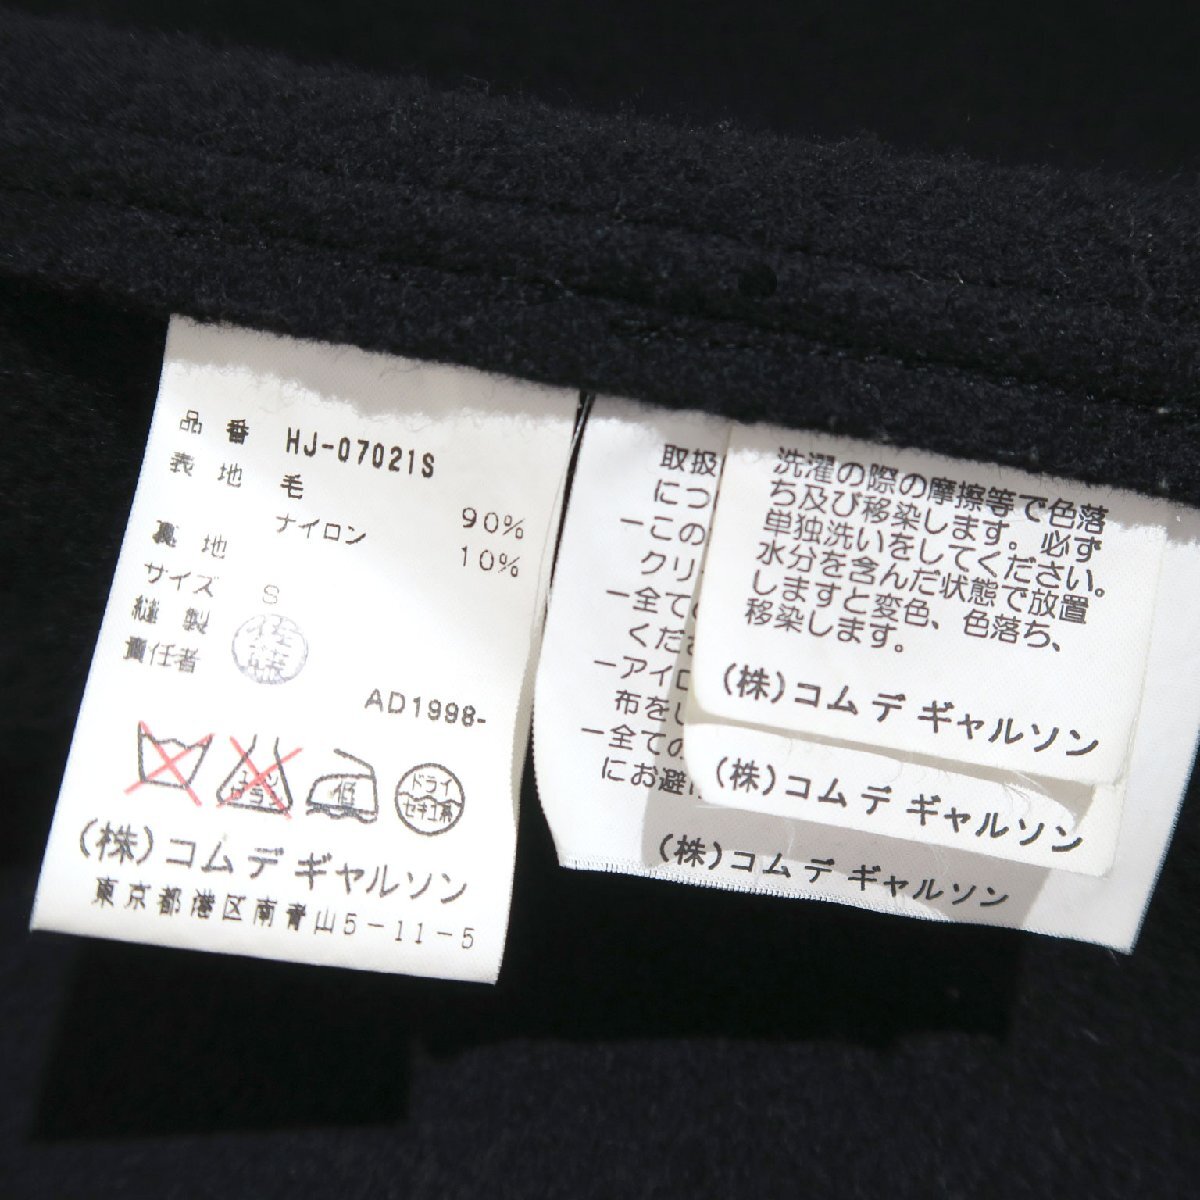 品番 HJ-07021S
表地 毛 90%
ナイロン 10%
裏地
サイズ S
縫製
責任者
AD1998-
低
ドライ
セキユ系
(株)コム デ ギャルソン
東京都港区南青山5-11-5
取扱
につ
ーこの
クリ
ー全て
くだ
ーアイロ
布をし
ー全ての
にお避け
(株)コム デ ギャルソン
洗濯の際の摩擦等で色落
ち及び移染します。必ず
単独洗いをしてください。
水分を含んだ状態で放置
しますと変色、色落ち、
移染します。
(株)コム デ ギャルソン
(株)コム デ ギャルソン